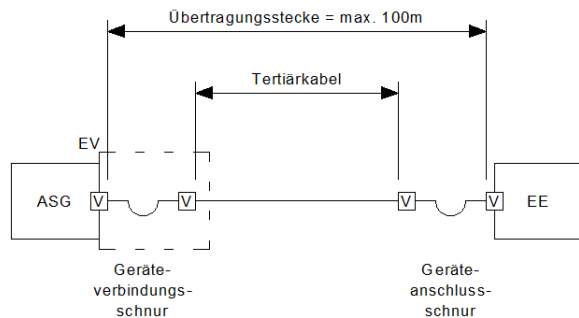 Übertragungsstecke = max. 100m
Tertiärkabel
EV
ASG
V
V
V
V
EE
Geräte-
verbindungs-
schnur
Geräte-
anschluss-
schnur